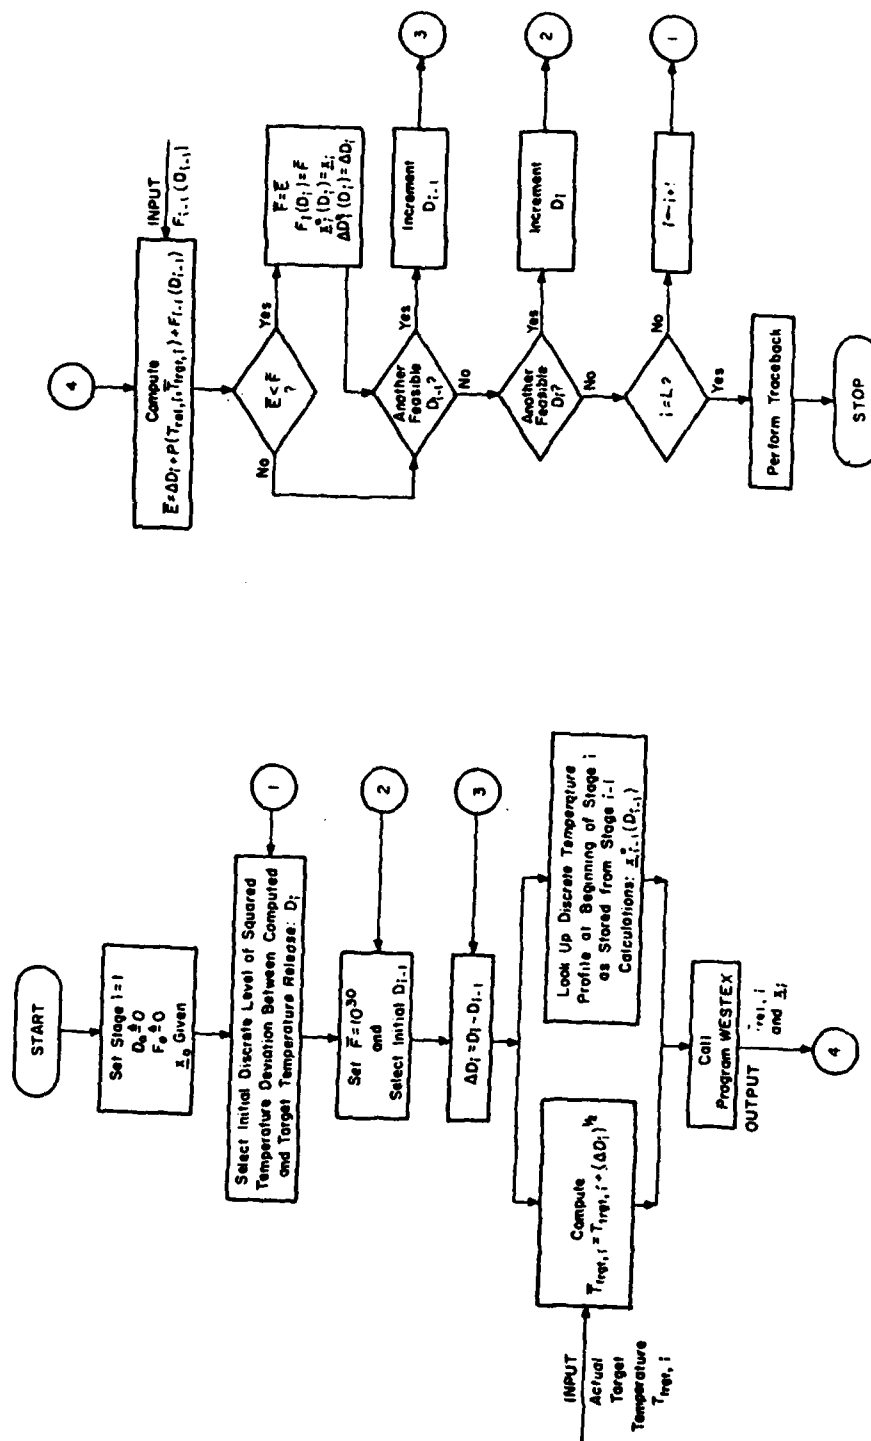 START
Set Stage i=1
D₀ ≜ 0
F₀ ≜ 0
x₀ Given
Select Initial Discrete Level of Squared
Temperature Deviation Between Computed
and Target Temperature Release: Dᵢ
1
Set F̄=10³⁰
and
Select Initial Dᵢ₋₁
2
ΔDᵢ = Dᵢ - Dᵢ₋₁
3
INPUT
Actual
Target
Temperature
Ttrgt, i
Compute
T̄trgt, i = Ttrgt, i + (ΔDᵢ)^½
Look Up Discrete Temperature
Profile at Beginning of Stage i
as Stored from Stage i-1
Calculations: x*ᵢ₋₁(Dᵢ₋₁)
Call
Program WESTEX
OUTPUT
rel, i
and xᵢ
4
4
INPUT
Fᵢ₋₁(Dᵢ₋₁)
Compute
Ē=ΔDᵢ+P(Trel, i, T̄trgt, i)+Fᵢ₋₁(Dᵢ₋₁)
Ē < F̄
?
Yes
No
F̄=Ē
Fᵢ(Dᵢ)=F̄
x*ᵢ(Dᵢ)=xᵢ
ΔD*ᵢ(Dᵢ)=ΔDᵢ
Another
Feasible
Dᵢ₋₁?
Yes
No
Increment
Dᵢ₋₁
3
Another
Feasible
Dᵢ?
Yes
No
Increment
Dᵢ
2
i=L?
No
Yes
i←i+1
1
Perform Traceback
STOP